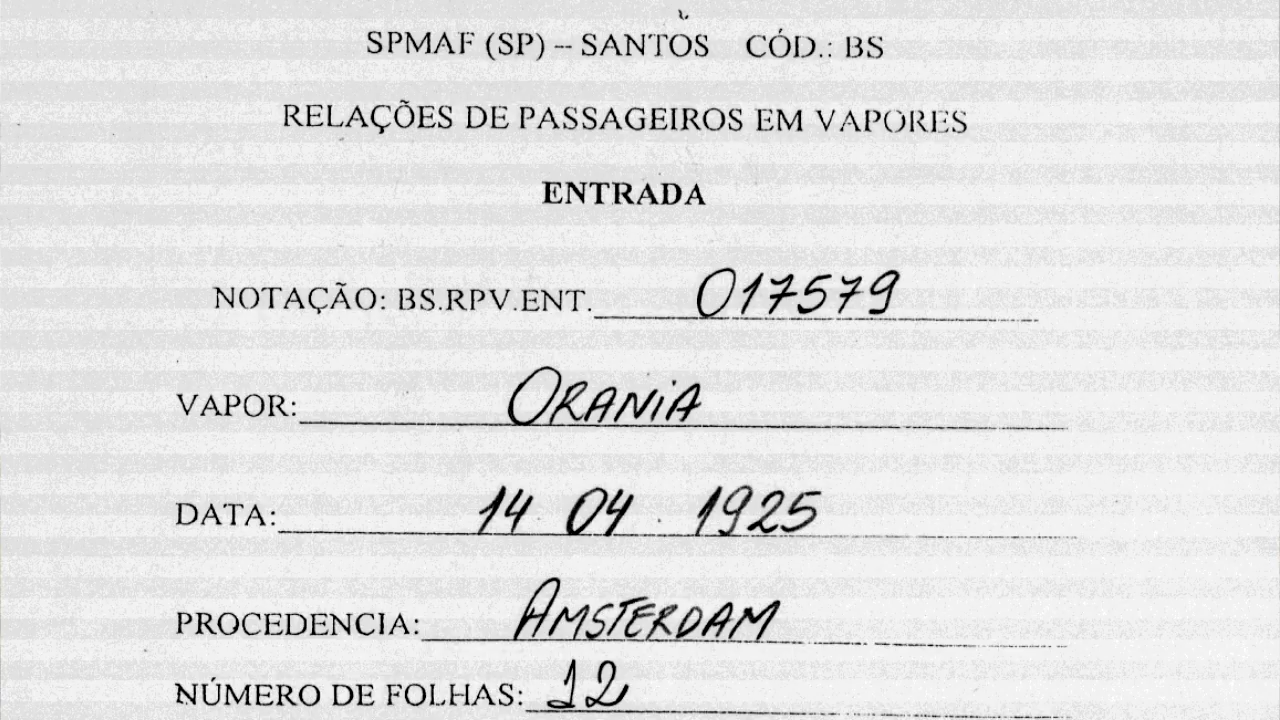 SPMAF (SP) – SANTOS CÓD.: BS
RELAÇÕES DE PASSAGEIROS EM VAPORES
ENTRADA
NOTAÇÃO: BS.RPV.ENT. 017579
VAPOR: ORANiA
DATA: 14 04 . 1925
PROCEDENCIA: AMSTERDAM
NÚMERO DE FOLHAS: 12